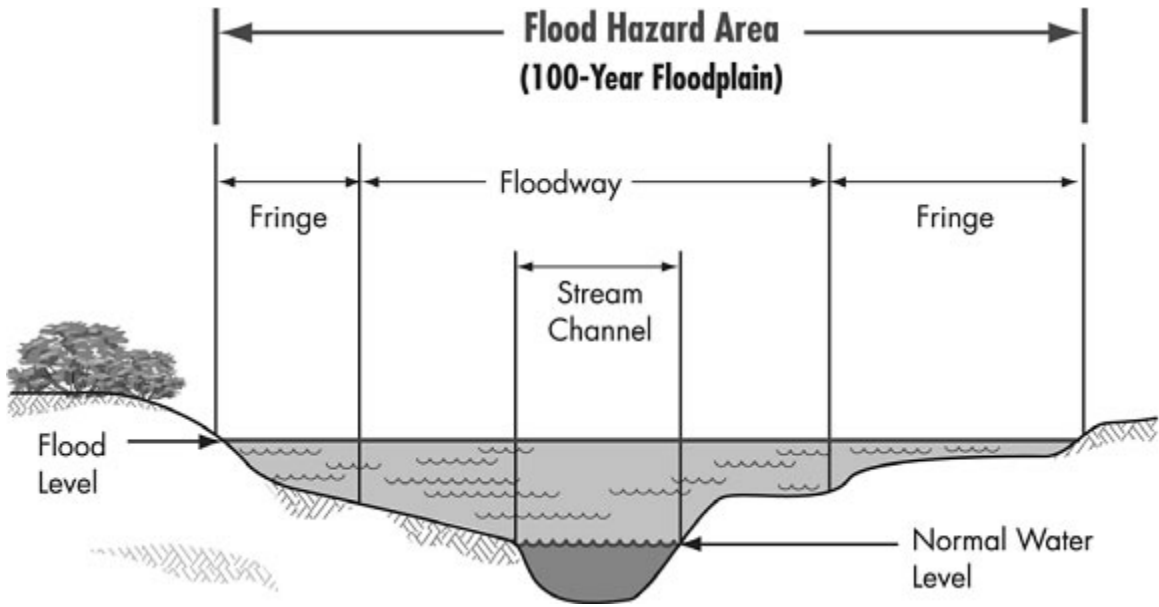 Flood Hazard Area
(100-Year Floodplain)
Floodway
Fringe
Fringe
Stream
Channel
Flood
Level
Normal Water
Level